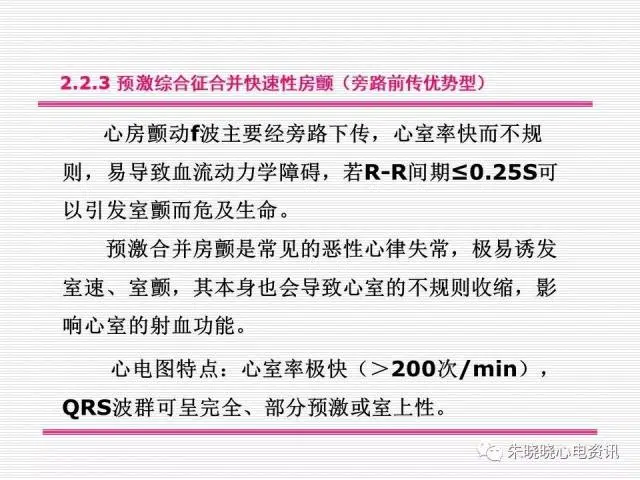 2.2.3 预激综合征合并快速性房颤（旁路前传优势型）
心房颤动f波主要经旁路下传，心室率快而不规
则，易导致血流动力学障碍，若R-R间期≤0.25S可
以引发室颤而危及生命。
预激合并房颤是常见的恶性心律失常，极易诱发
室速、室颤，其本身也会导致心室的不规则收缩，影
响心室的射血功能。
心电图特点：心室率极快（＞200次/min），
QRS波群可呈完全、部分预激或室上性。
朱晓晓心电资讯